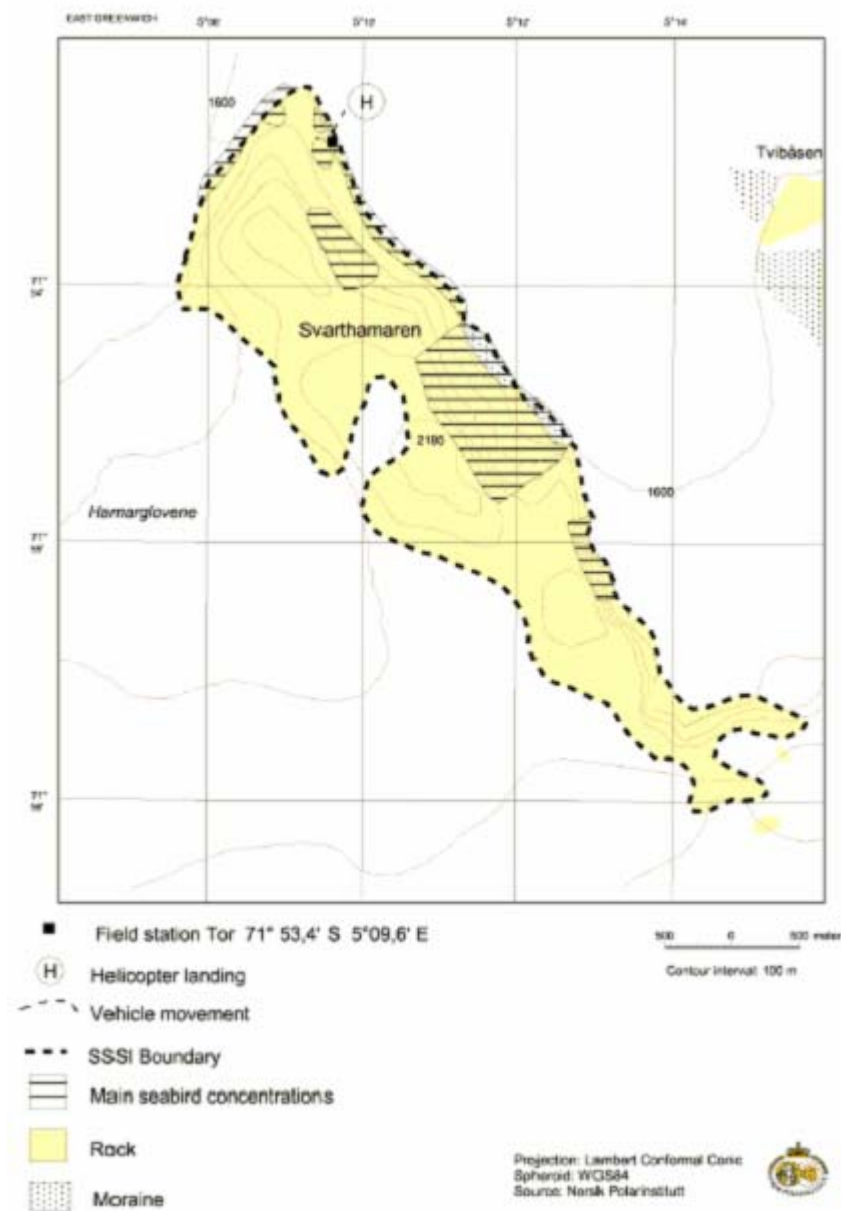 EAST GREENWICH
5°08'
5°10'
5°12'
5°14'
1600
H
Tvibåsen
71°
54'
Svarthamaren
2180
1600
Hamarglovene
71°
55'
71°
56'
Field station Tor 71° 53,4' S 5°09,6' E
H Helicopter landing
Vehicle movement
SSSI Boundary
Main seabird concentrations
Rock
Moraine
500 0 500 meter
Contour interval: 100 m
Projection: Lambert Conformal Conic
Spheroid: WGS84
Source: Norsk Polarinstitutt